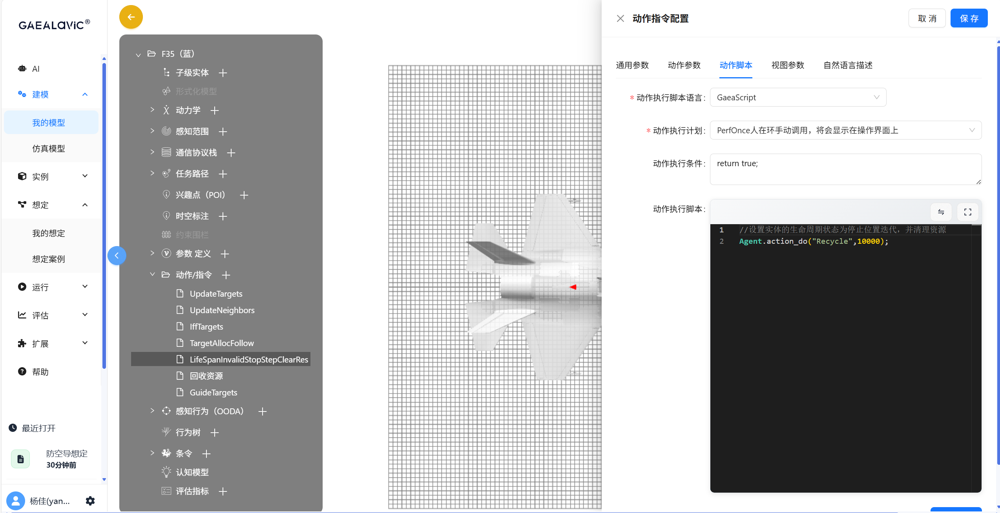 GAEALaViC®
AI
建模
我的模型
仿真模型
实例
想定
我的想定
想定案例
运行
评估
扩展
帮助
最近打开
防空导想定
30分钟前
杨佳(yan...
F35（蓝）
子级实体
形式化模型
动力学
感知范围
通信协议栈
任务路径
兴趣点（POI）
时空标注
约束围栏
参数 定义
动作/指令
UpdateTargets
UpdateNeighbors
IffTargets
TargetAllocFollow
LifeSpanInvalidStopStepClearRes
回收资源
GuideTargets
感知行为（OODA）
行为树
条令
认知模型
评估指标
动作指令配置
取 消
保 存
通用参数 动作参数 动作脚本 视图参数 自然语言描述
* 动作执行脚本语言: GaeaScript
* 动作执行计划: PerfOnce人在环手动调用，将会显示在操作界面上
动作执行条件: return true;
动作执行脚本:
1 //设置实体的生命周期状态为停止位置迭代，并清理资源
2 Agent.action_do("Recycle",10000);